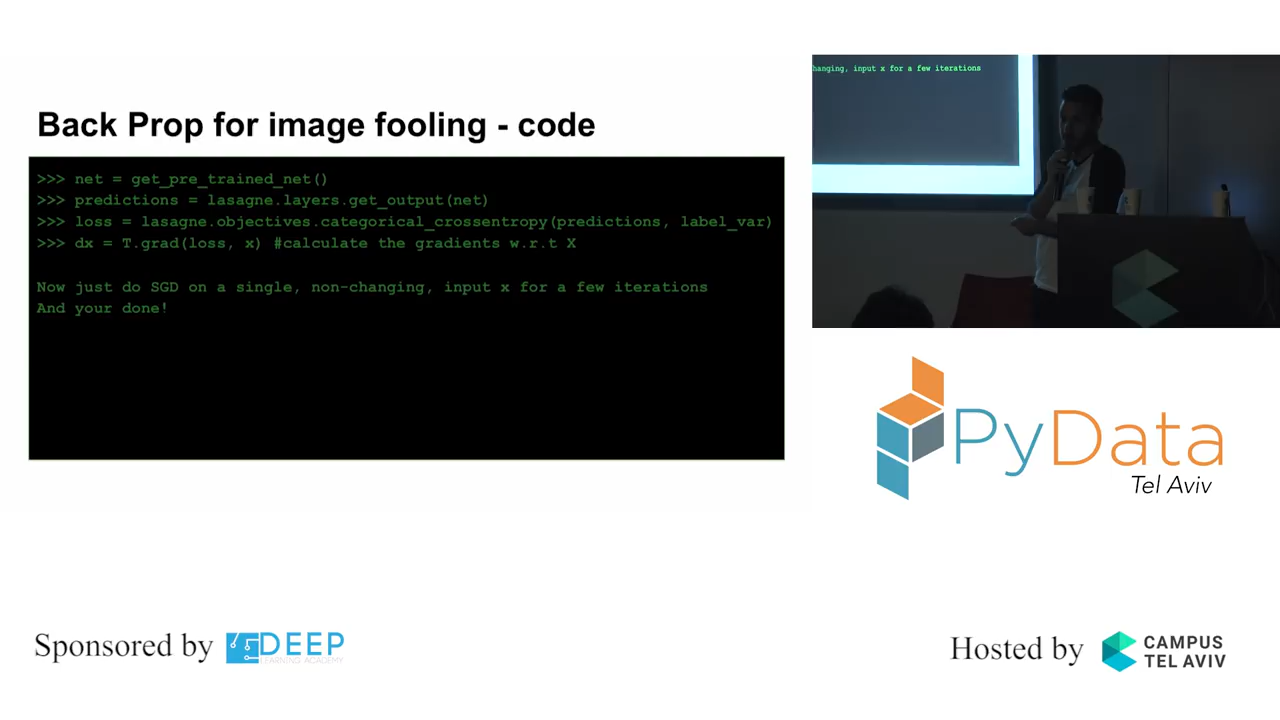 Back Prop for image fooling - code
>>> net = get_pre_trained_net()
>>> predictions = lasagne.layers.get_output(net)
>>> loss = lasagne.objectives.categorical_crossentropy(predictions, label_var)
>>> dx = T.grad(loss, x) #calculate the gradients w.r.t X
Now just do SGD on a single, non-changing, input x for a few iterations
And your done!
hanging, input x for a few iterations
PyData
Tel Aviv
Sponsored by
DEEP
LEARNING ACADEMY
Hosted by
CAMPUS
TEL AVIV